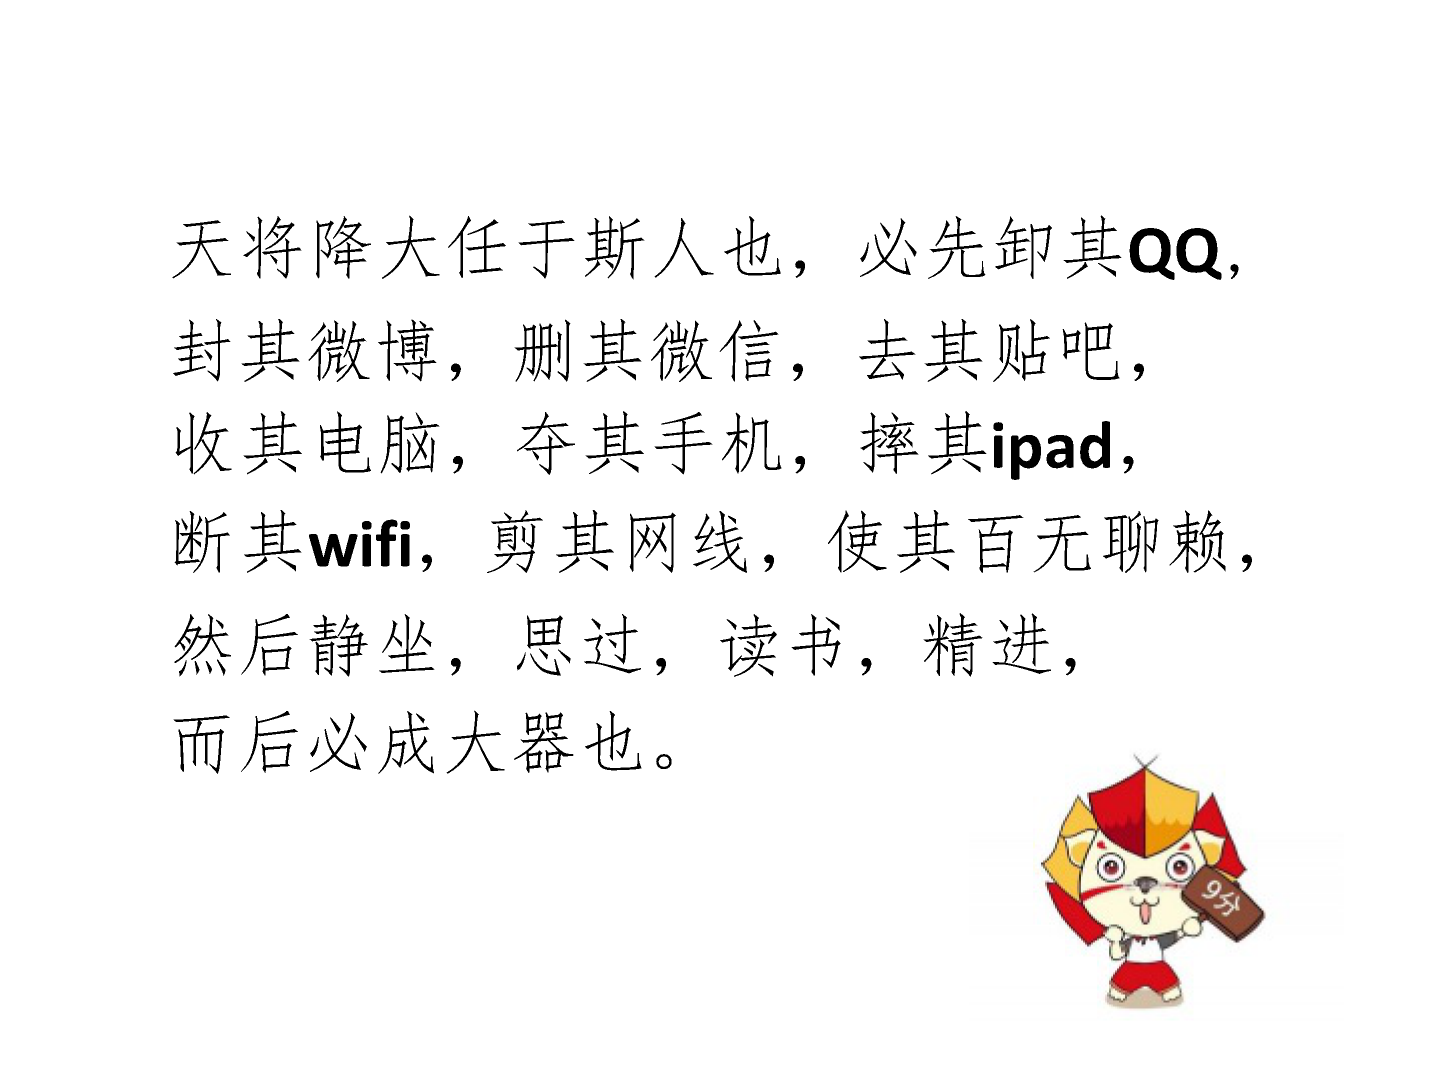 天将降大任于斯人也，必先卸其QQ，
封其微博，删其微信，去其贴吧，
收其电脑，夺其手机，摔其ipad，
断其wifi，剪其网线，使其百无聊赖，
然后静坐，思过，读书，精进，
而后必成大器也。
9分